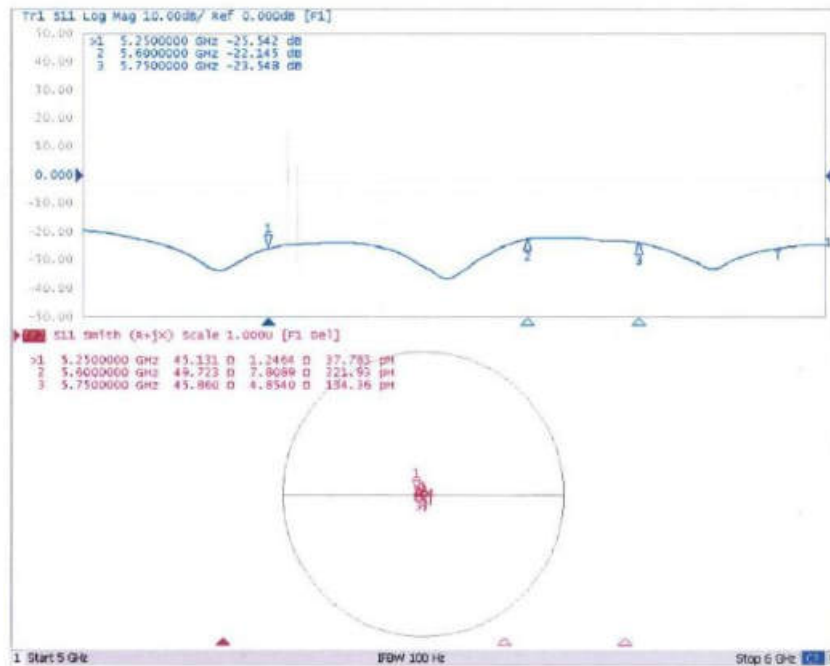 Tr1 S11 Log Mag 10.00dB/ Ref 0.000dB [F1]
50.00
>1 5.2500000 GHz -25.542 dB
2 5.6000000 GHz -22.145 dB
3 5.7500000 GHz -23.548 dB
40.00
30.00
20.00
10.00
0.000
-10.00
-20.00
-30.00
-40.00
-50.00
1
2
3
S11 Smith (R+jX) Scale 1.000U [F1 Del]
>1 5.2500000 GHz 45.131 Ω 1.2464 Ω 37.783 pH
2 5.6000000 GHz 49.723 Ω 7.8089 Ω 221.93 pH
3 5.7500000 GHz 45.860 Ω 4.8540 Ω 134.36 pH
1
1 Start 5 GHz
IFBW 100 Hz
Stop 6 GHz